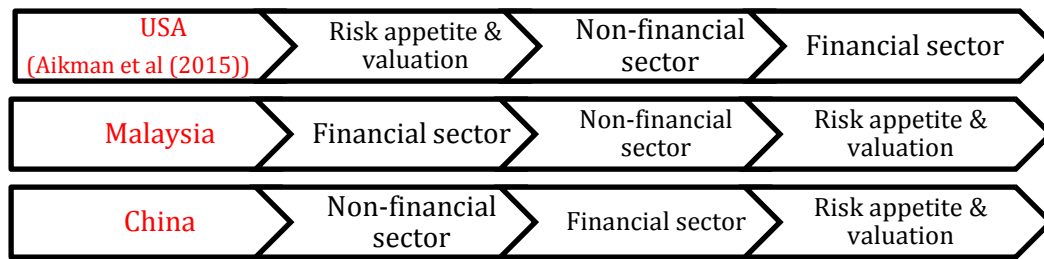 USA
(Aikman et al (2015))
Risk appetite &
valuation
Non-financial
sector
Financial sector
Malaysia
Financial sector
Non-financial
sector
Risk appetite &
valuation
China
Non-financial
sector
Financial sector
Risk appetite &
valuation